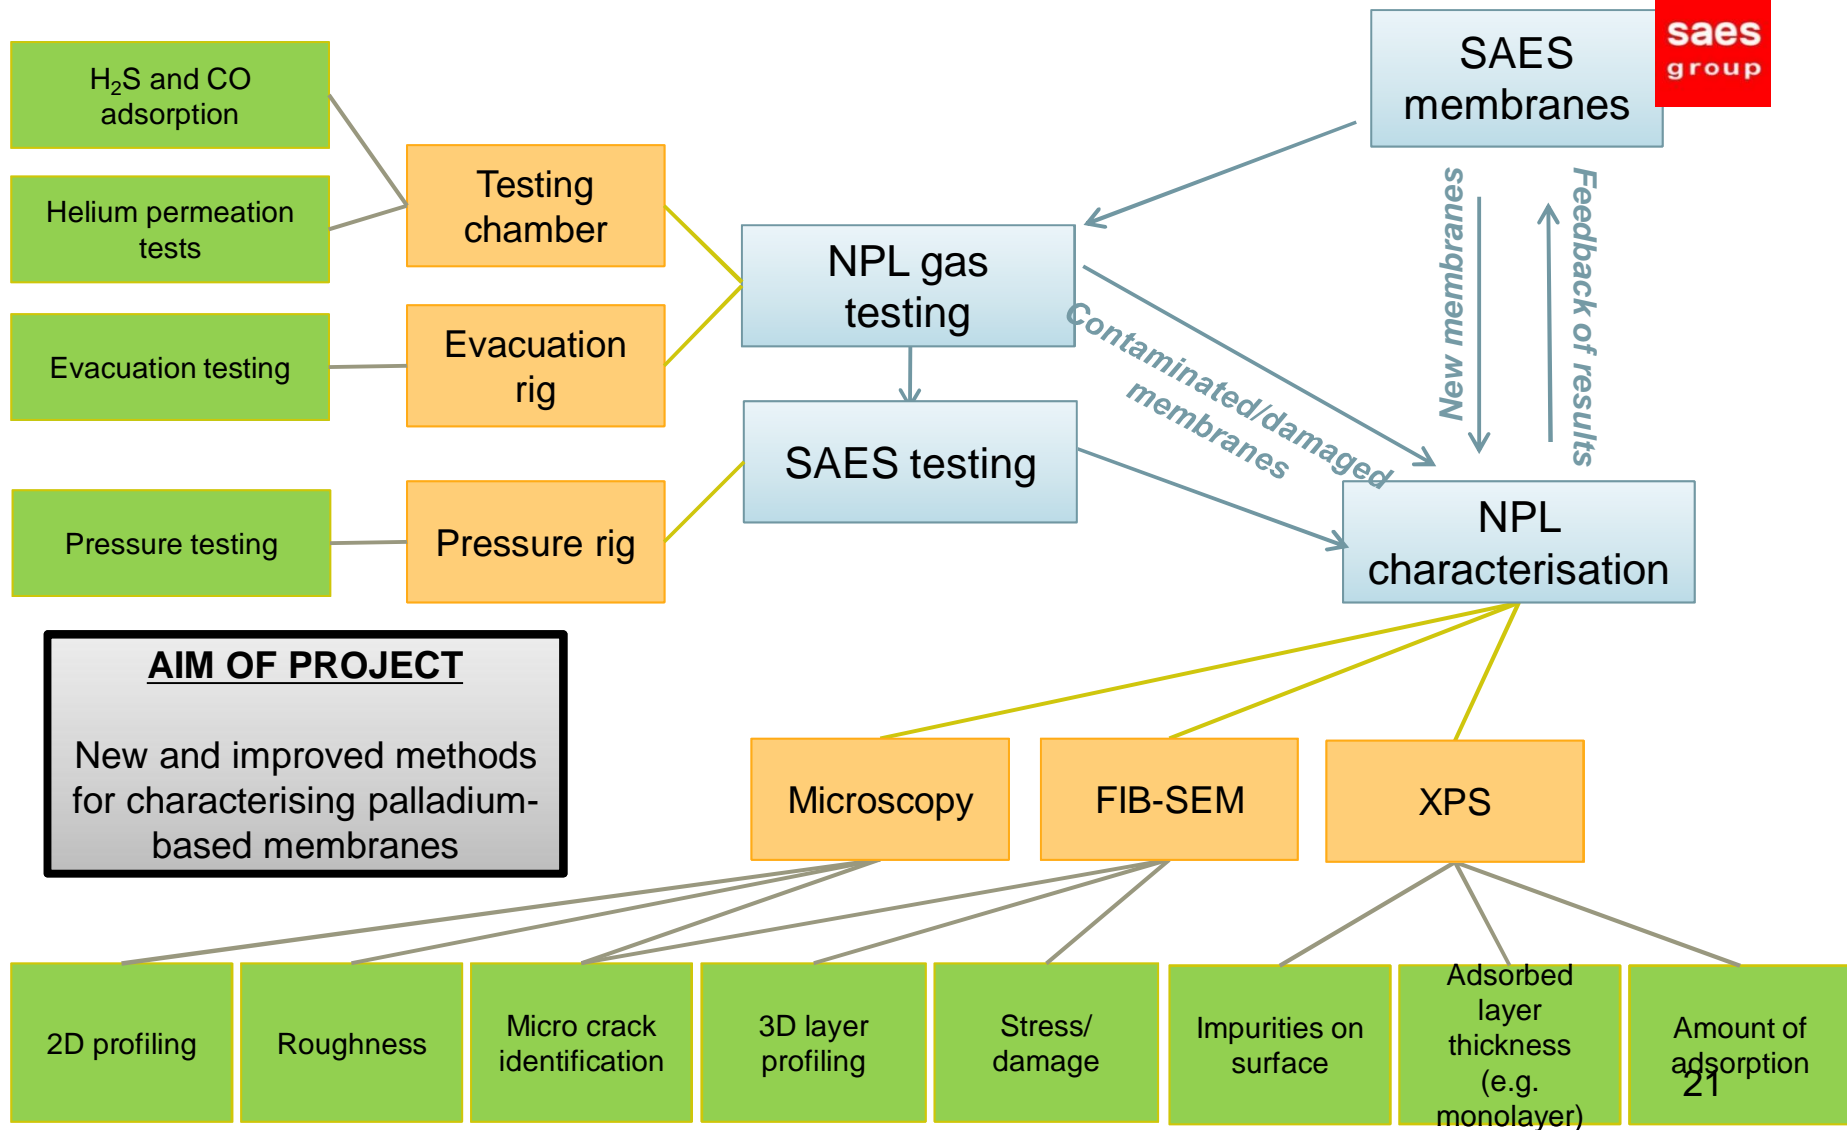 saes
group
SAES
membranes
H₂S and CO
adsorption
Testing
chamber
Helium permeation
tests
NPL gas
testing
New membranes
Feedback of results
Contaminated/damaged
membranes
Evacuation testing
Evacuation
rig
SAES testing
Pressure testing
Pressure rig
NPL
characterisation
AIM OF PROJECT
New and improved methods
for characterising palladium-
based membranes
Microscopy
FIB-SEM
XPS
2D profiling
Roughness
Micro crack
identification
3D layer
profiling
Stress/
damage
Impurities on
surface
Adsorbed
layer
thickness
(e.g.
monolayer)
Amount of
adsorption
21